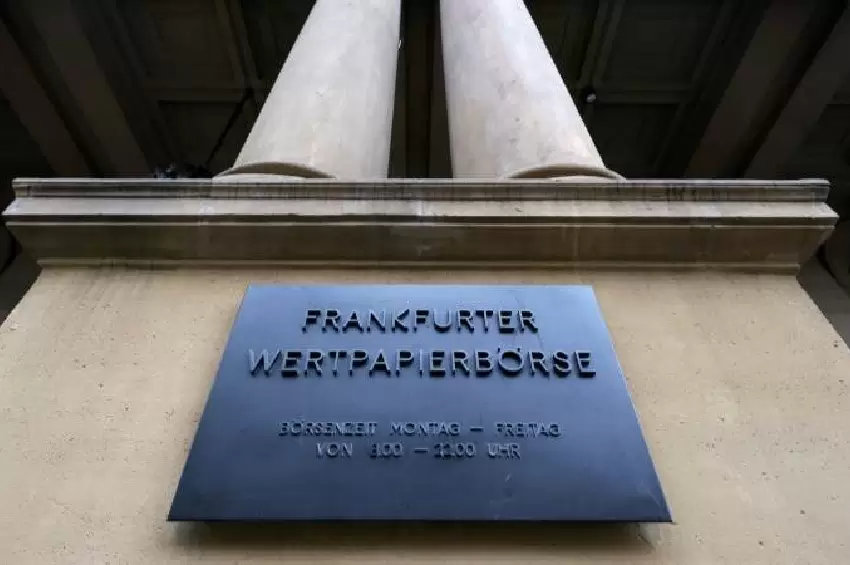 FRANKFURTER
WERTPAPIERBÖRSE
BÖRSENZEIT MONTAG – FREITAG
VON 8.00 – 22.00 UHR